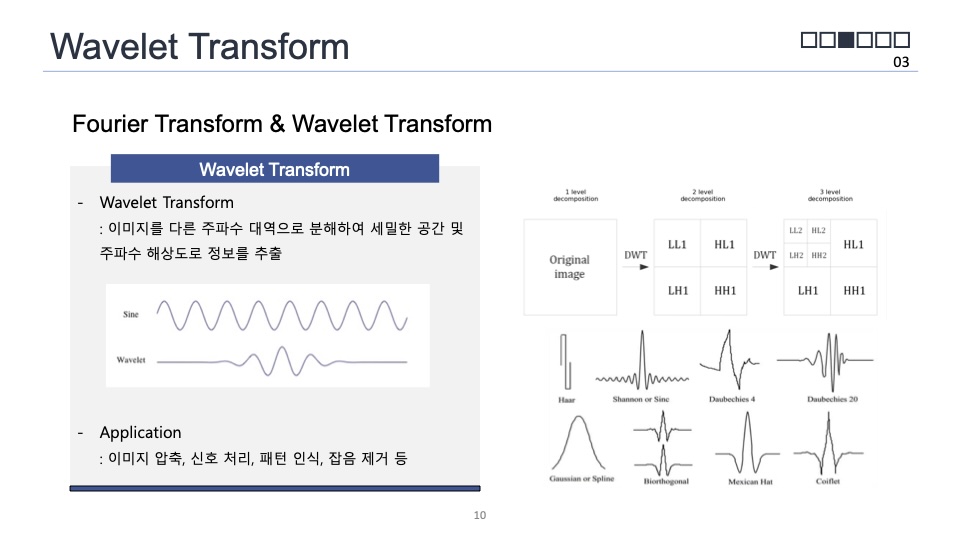 Wavelet Transform
03
Fourier Transform & Wavelet Transform
Wavelet Transform
- Wavelet Transform
: 이미지를 다른 주파수 대역으로 분해하여 세밀한 공간 및
주파수 해상도로 정보를 추출
Sine
Wavelet
- Application
: 이미지 압축, 신호 처리, 패턴 인식, 잡음 제거 등
1 level
decomposition
2 level
decomposition
3 level
decomposition
Original
image
DWT
LL1 HL1
LH1 HH1
DWT
LL2 HL2
LH2 HH2
HL1
LH1 HH1
Haar
Shannon or Sinc
Daubechies 4
Daubechies 20
Gaussian or Spline
Biorthogonal
Mexican Hat
Coiflet
10